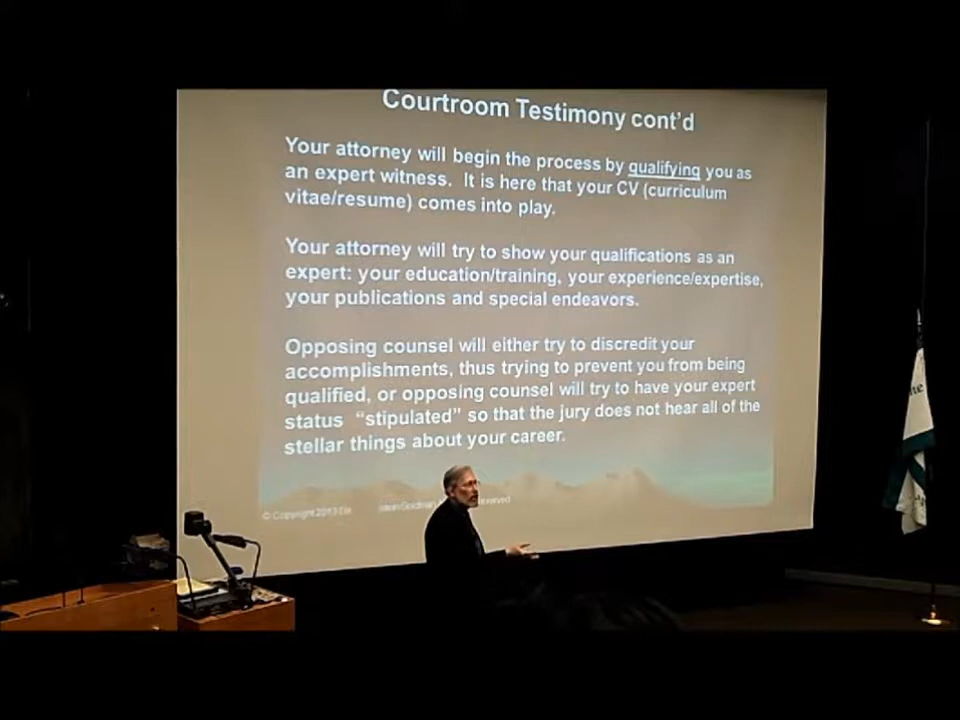 Courtroom Testimony cont'd
Your attorney will begin the process by qualifying you as
an expert witness. It is here that your CV (curriculum
vitae/resume) comes into play.
Your attorney will try to show your qualifications as an
expert: your education/training, your experience/expertise,
your publications and special endeavors.
Opposing counsel will either try to discredit your
accomplishments, thus trying to prevent you from being
qualified, or opposing counsel will try to have your expert
status "stipulated" so that the jury does not hear all of the
stellar things about your career.
© Copyright 2013 Goldman